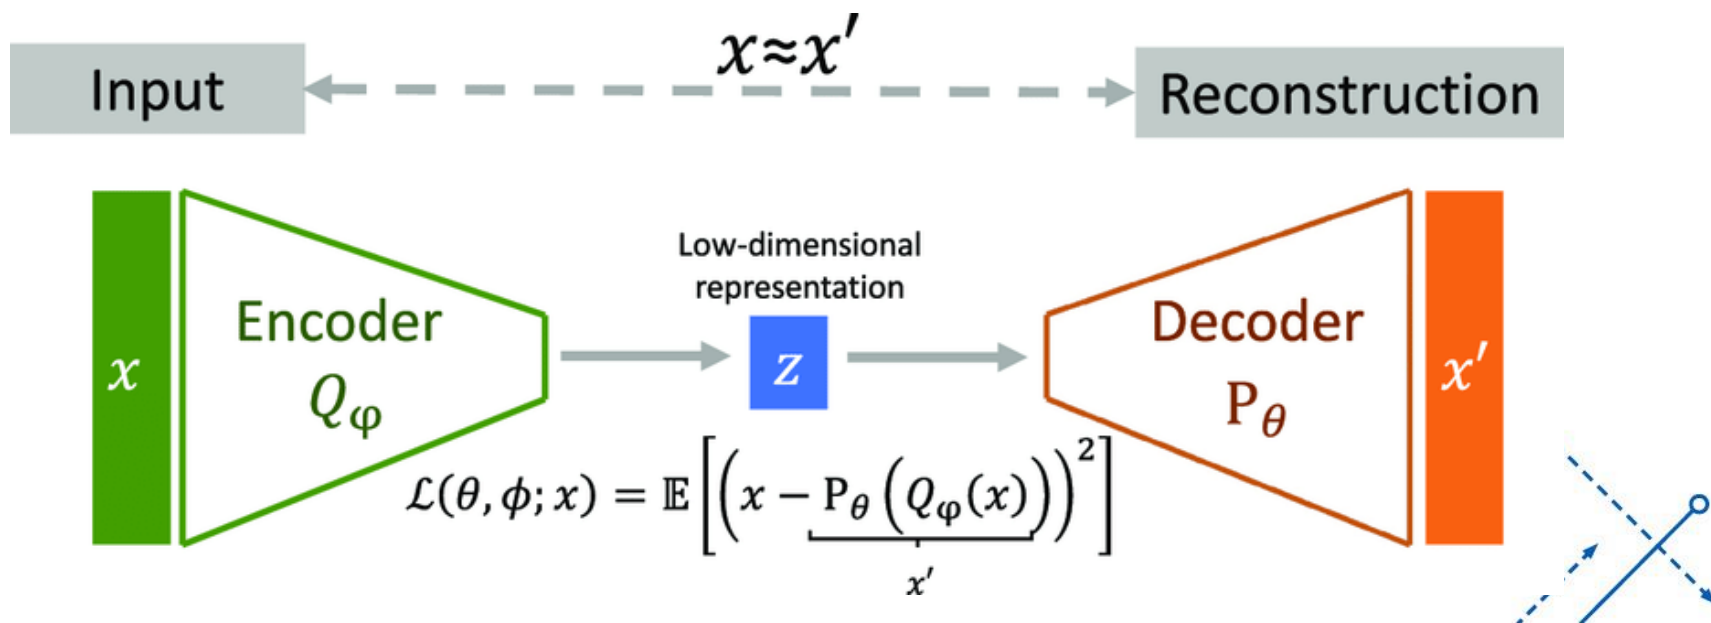 x≈x′
Input
Reconstruction
Low-dimensional
representation
x
Encoder
Q_φ
z
Decoder
P_θ
x′
ℒ(θ, ϕ; x) = 𝔼[(x − P_θ(Q_φ(x)))²]
x′